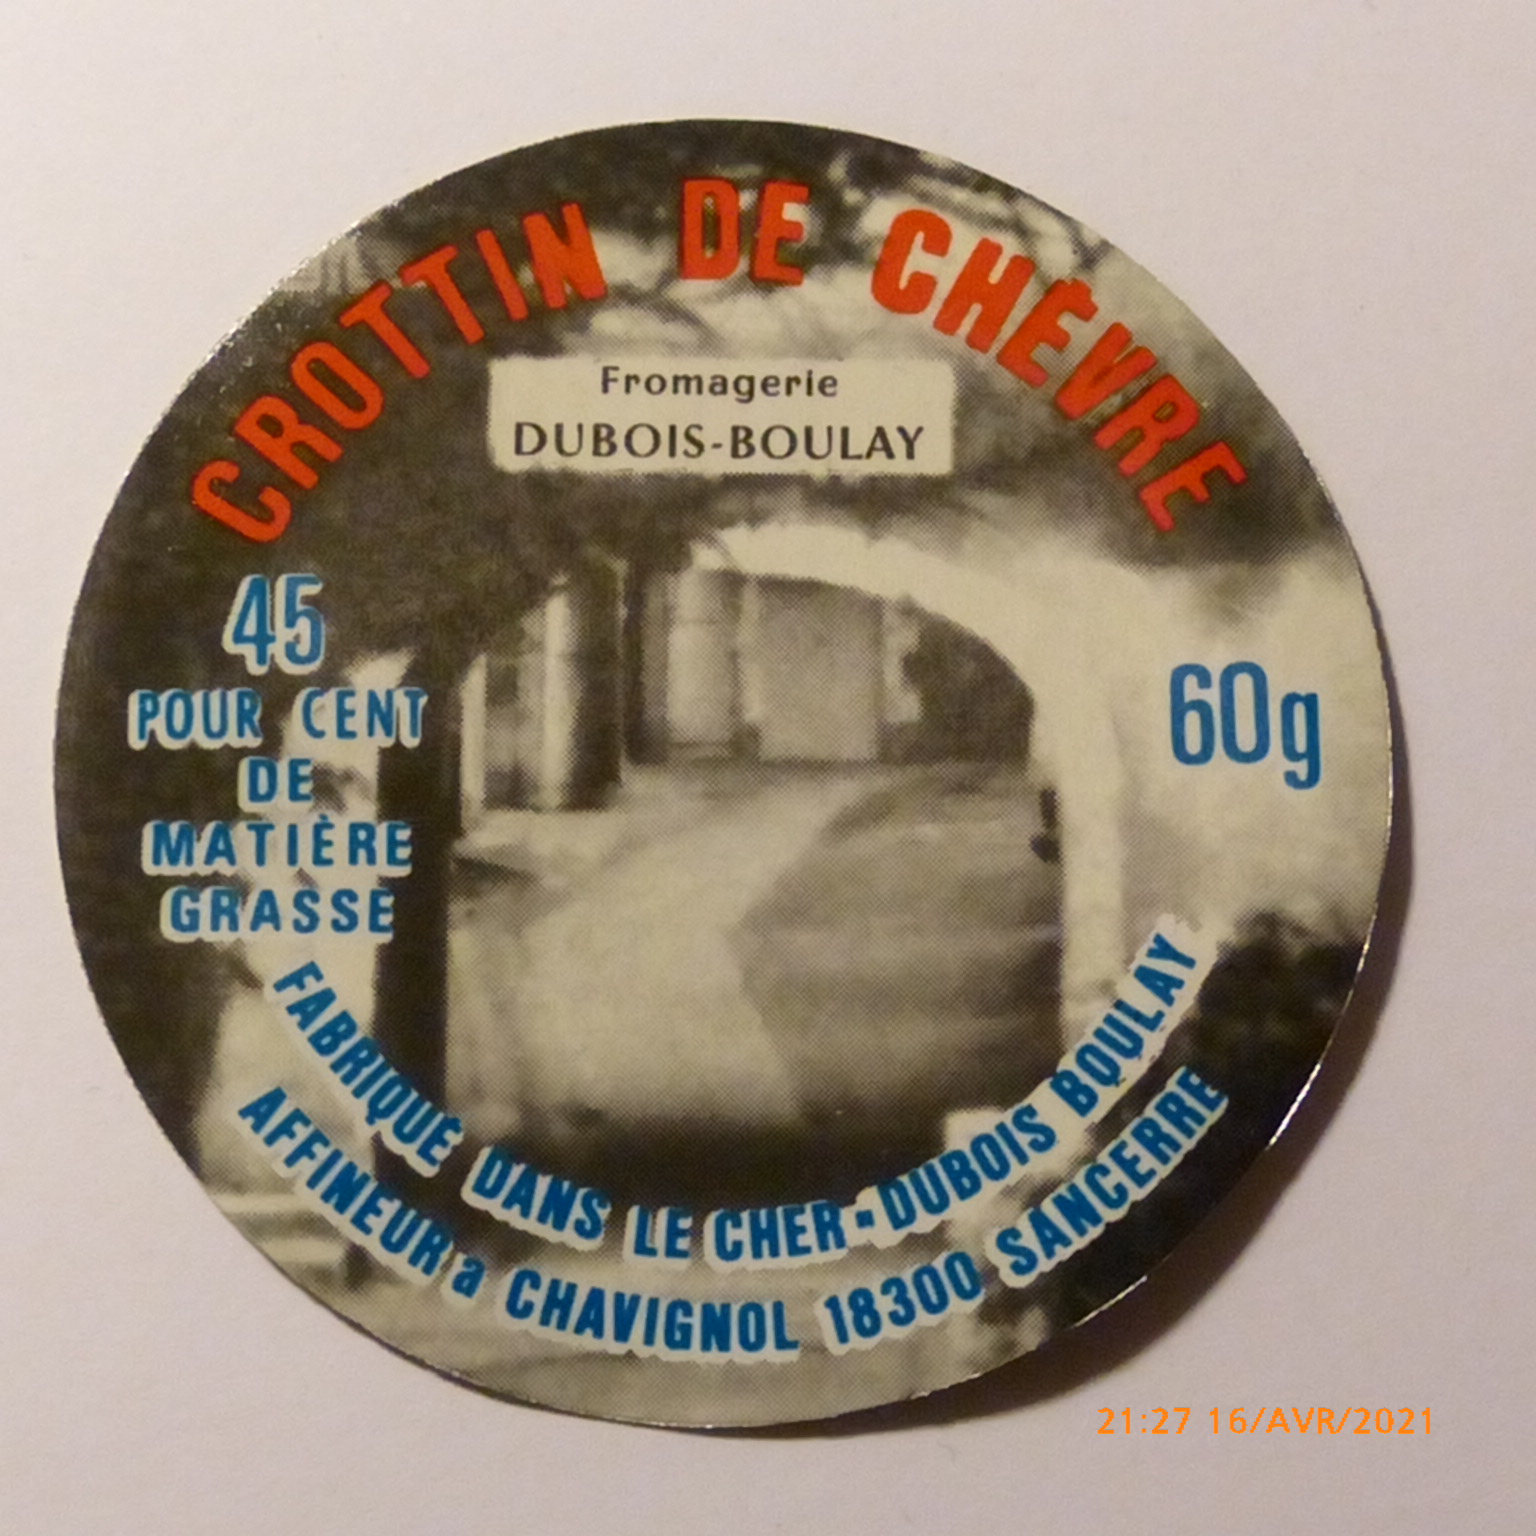 CROTTIN DE CHÈVRE
Fromagerie
DUBOIS-BOULAY
45
POUR CENT
DE
MATIÈRE
GRASSE
60g
FABRIQUÉ DANS LE CHER-DUBOIS BOULAY
AFFINEUR a CHAVIGNOL 18300 SANCERRE
21:27 16/AVR/2021